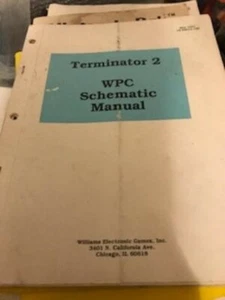 Terminator 2
WPC
Schematic
Manual
Williams Electronic Games, Inc.
3401 N. California Ave.
Chicago, IL 60618